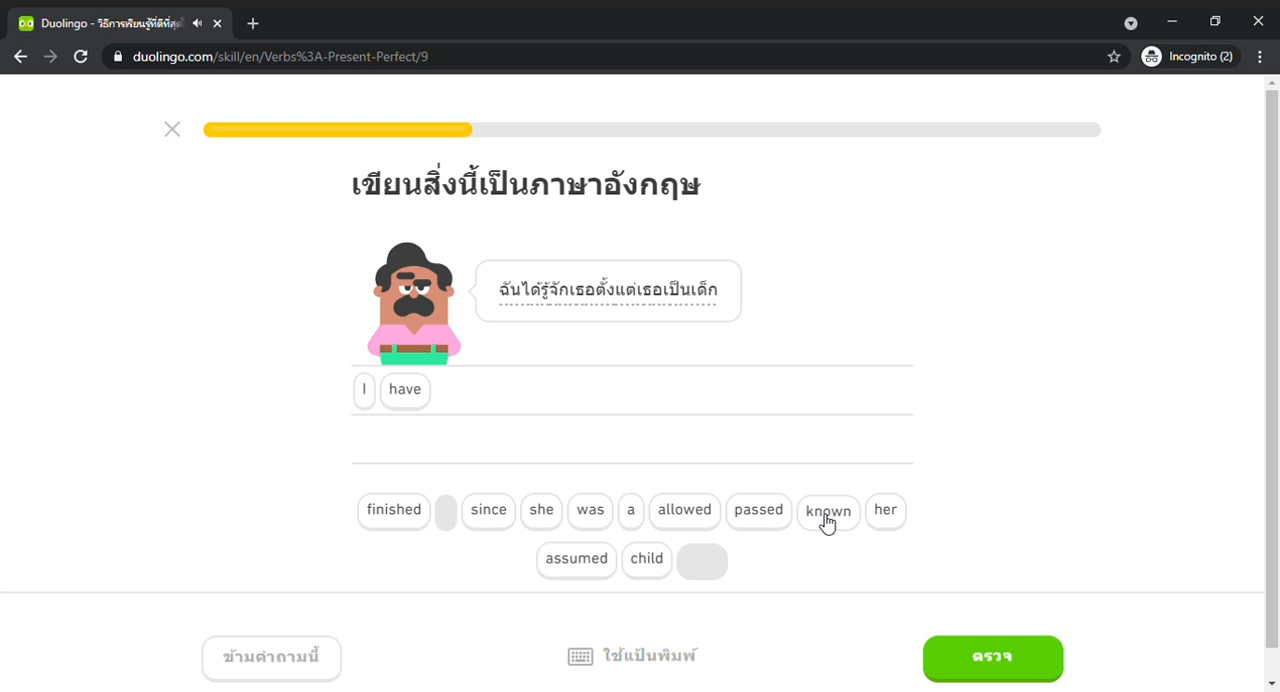 Duolingo - วิธีการเรียนรู้ที่ดีที่สุดใ
duolingo.com/skill/en/Verbs%3A-Present-Perfect/9
Incognito (2)
เขียนสิ่งนี้เป็นภาษาอังกฤษ
ฉันได้รู้จักเธอตั้งแต่เธอเป็นเด็ก
I have
finished since she was a allowed passed known her
assumed child
ข้ามคำถามนี้ ใช้แป้นพิมพ์ ตรวจ